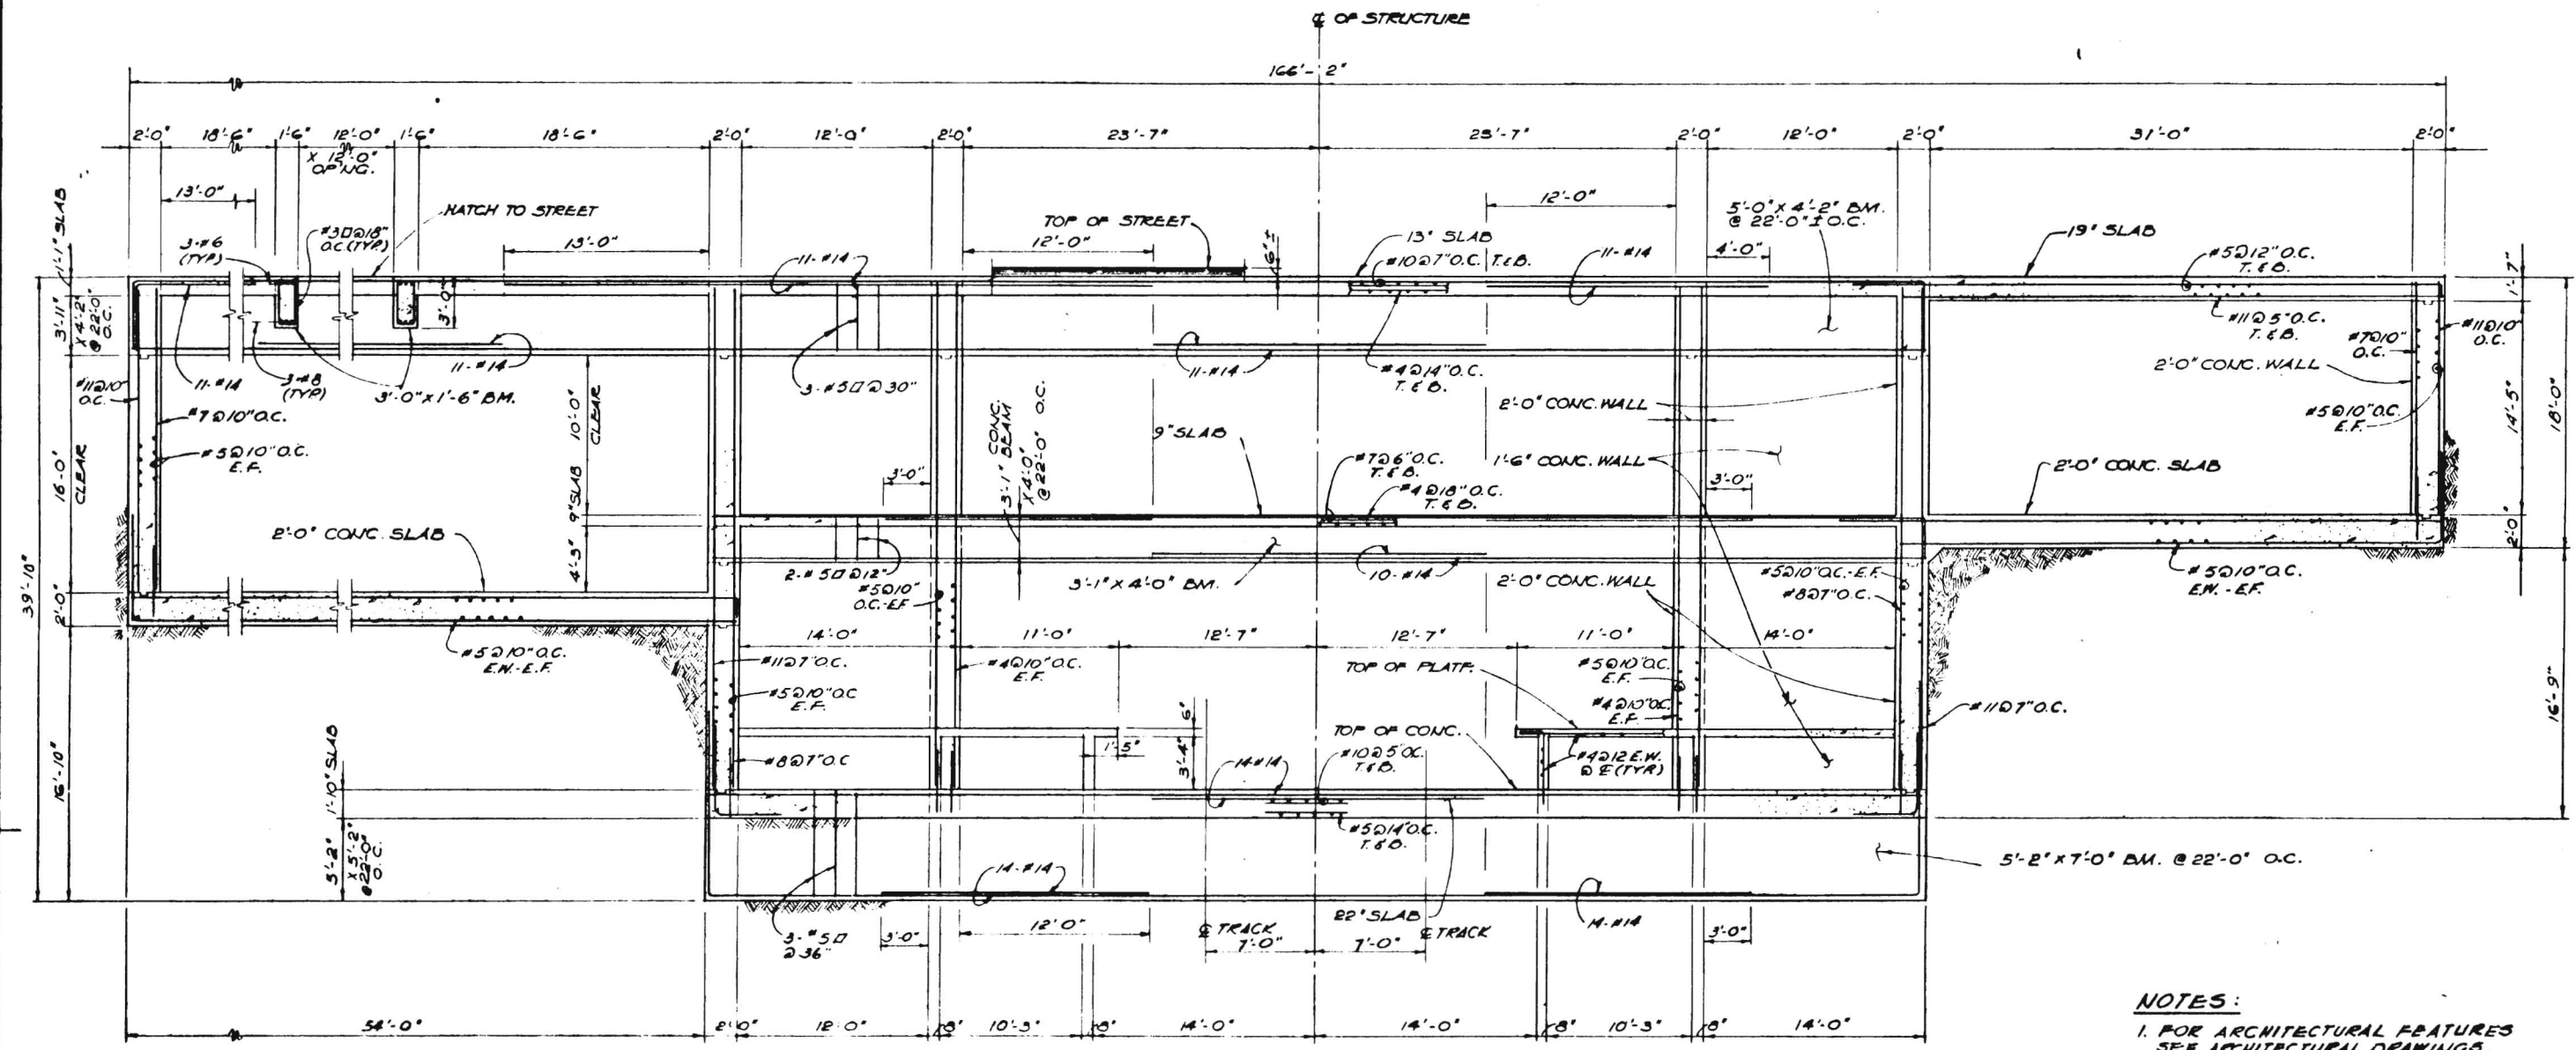 ℄ OF STRUCTURE
166'-2"
2'-0" 18'-6" 1'-6" 12'-0" 1'-6" 18'-6" 2'-0" 12'-0" 2'-0" 23'-7" 23'-7" 2'-0" 12'-0" 2'-0" 31'-0" 2'-0"
X 12'-0"
OP'NG.
13'-0"
HATCH TO STREET
3-#6
(TYP)
#3□@18"
O.C.(TYP)
13'-0"
11-#14
TOP OF STREET
12'-0"
6"±
13" SLAB
#10@7"O.C. T.&B.
12'-0"
11-#14
5'-0" X 4'-2" BM.
@ 22'-0"± O.C.
4'-0"
19" SLAB
#5@12"O.C.
T. & B.
1'-1" SLAB
3'-11"
X 4'-2"
@ 22'-0"
O.C.
3'-0"
1'-7"
#11@10"
O.C.
11-#14
3-#8
(TYP)
3'-0" X 1'-6" BM.
11-#14
3-#5□@30"
11-#14
#4@14"O.C.
T. & B.
#11@5"O.C.
T. & B.
#7@10"
O.C.
#11@10"
O.C.
2'-0" CONC. WALL
#5@10"O.C.
E.F.
14'-5"
18'-0"
#7@10"O.C.
#5@10"O.C.
E.F.
16'-0"
CLEAR
10'-0"
CLEAR
9" SLAB
4'-3"
3'-1" CONC.
BEAM
X 4'-0"
@ 22'-0" O.C.
9" SLAB
2'-0" CONC. WALL
1'-6" CONC. WALL
3'-0"
#7@6"O.C.
T. & B.
#4@18"O.C.
T. & B.
3'-0"
2'-0" CONC. SLAB
2'-0"
2'-0" CONC. SLAB
39'-10"
2'-0"
2-#5□@12"
#5@10"
O.C.-EF
3'-1" X 4'-0" BM.
10-#14
2'-0" CONC. WALL
#5@10"O.C.-E.F.
#8@7"O.C.
#5@10"O.C.
E.W.-E.F.
#5@10"O.C.
E.W.-E.F.
14'-0" 11'-0" 12'-7" 12'-7" 11'-0" 14'-0"
#11@7"O.C.
#4@10"O.C.
E.F.
#5@10"O.C.
E.F.
TOP OF PLATF.
#5@10"O.C.
E.F.
#4@10"O.C.
E.F.
#11@7"O.C.
16'-9"
6"
1'-5"
3'-4"
TOP OF CONC.
#8@7"O.C
14-#14
#10@5"O.C.
T.&B.
#4@12 E.W.
@ ℄(TYP)
16'-10"
1'-10" SLAB
5'-2"
X 5'-2"
@ 22'-0"
O.C.
#5@14"O.C.
T. & B.
5'-2" X 7'-0" BM. @ 22'-0" O.C.
14-#14
3-#5□
@ 36"
3'-0"
12'-0"
℄ TRACK
7'-0"
22" SLAB
7'-0"
℄ TRACK
14-#14
3'-0"
54'-0" 2'-0" 12'-0" 8" 10'-3" 8" 14'-0" 14'-0" 8" 10'-3" 8" 14'-0"
NOTES:
1. FOR ARCHITECTURAL FEATURES
SEE ARCHITECTURAL DRAWINGS